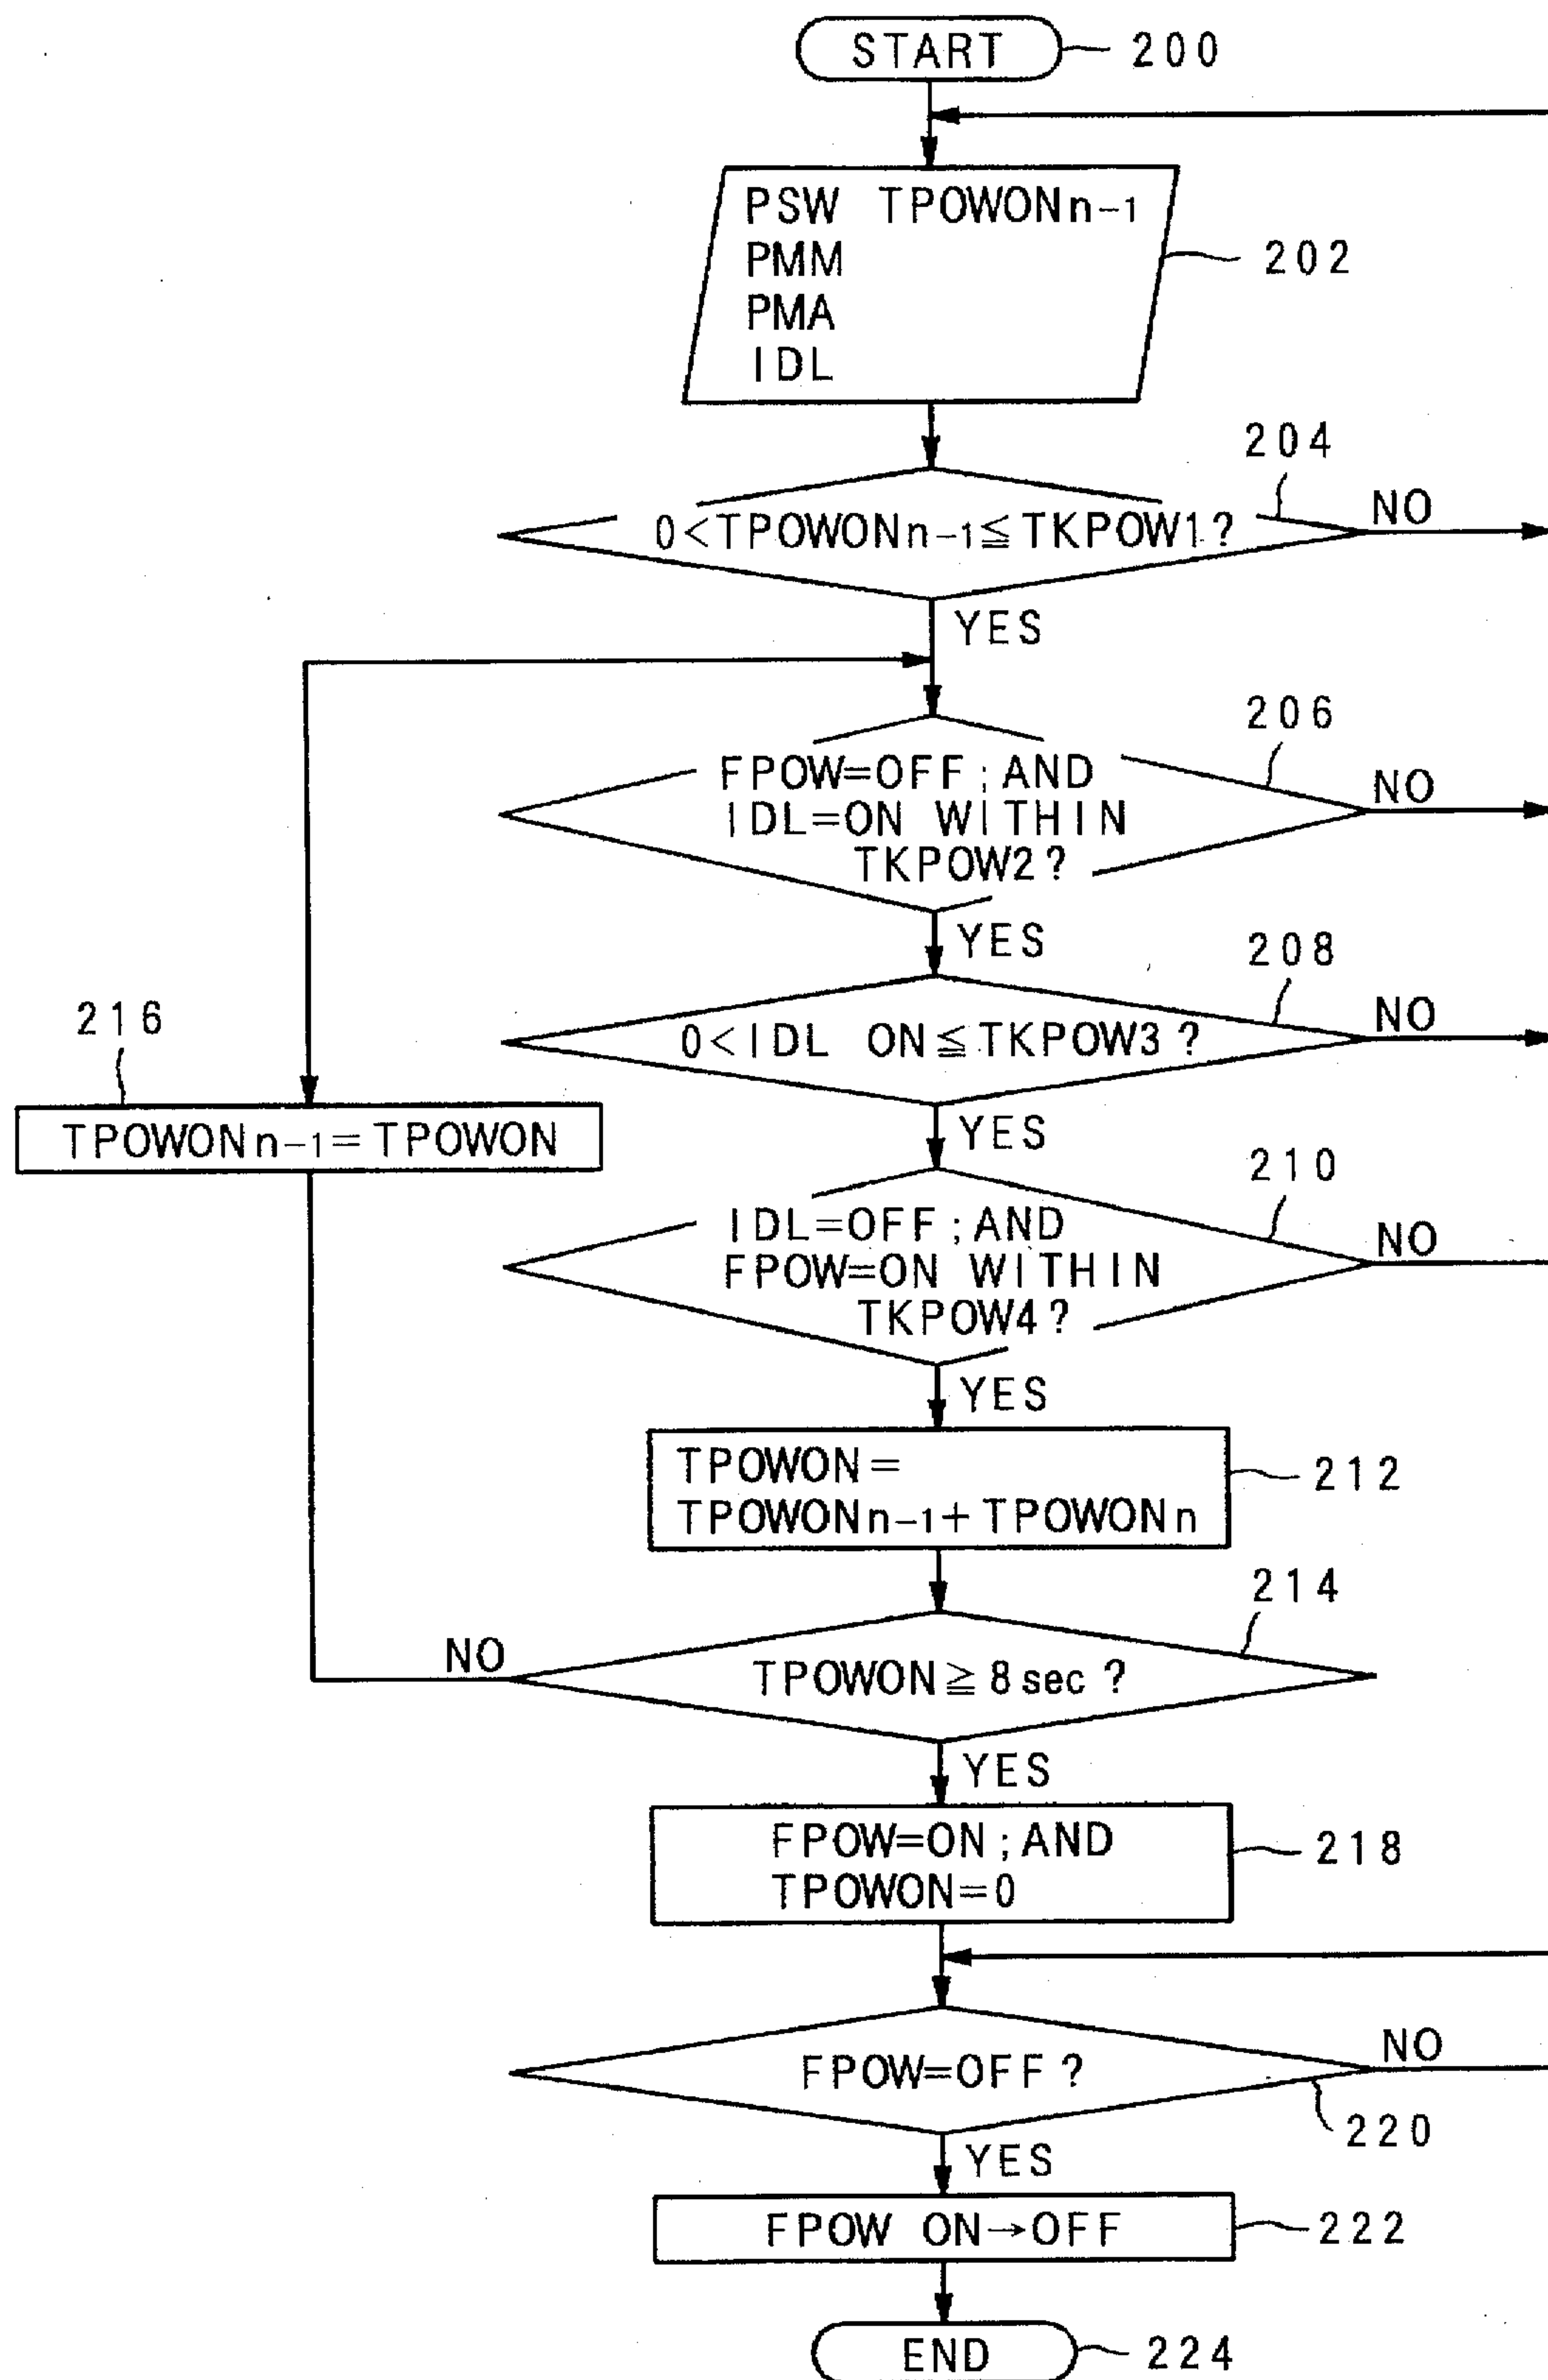 START 200
PSW TPOWONn-1
PMM
PMA
IDL
202
204
0<TPOWONn-1≦TKPOW1?
NO
YES
206
FPOW=OFF;AND
IDL=ON WITHIN
TKPOW2?
NO
YES
208
0<IDL ON≦TKPOW3?
NO
YES
216
TPOWONn-1=TPOWON
210
IDL=OFF;AND
FPOW=ON WITHIN
TKPOW4?
NO
YES
TPOWON=
TPOWONn-1+TPOWONn
212
214
TPOWON≧8sec?
NO
YES
FPOW=ON;AND
TPOWON=0
218
FPOW=OFF?
NO
220
YES
FPOW ON→OFF
222
END 224